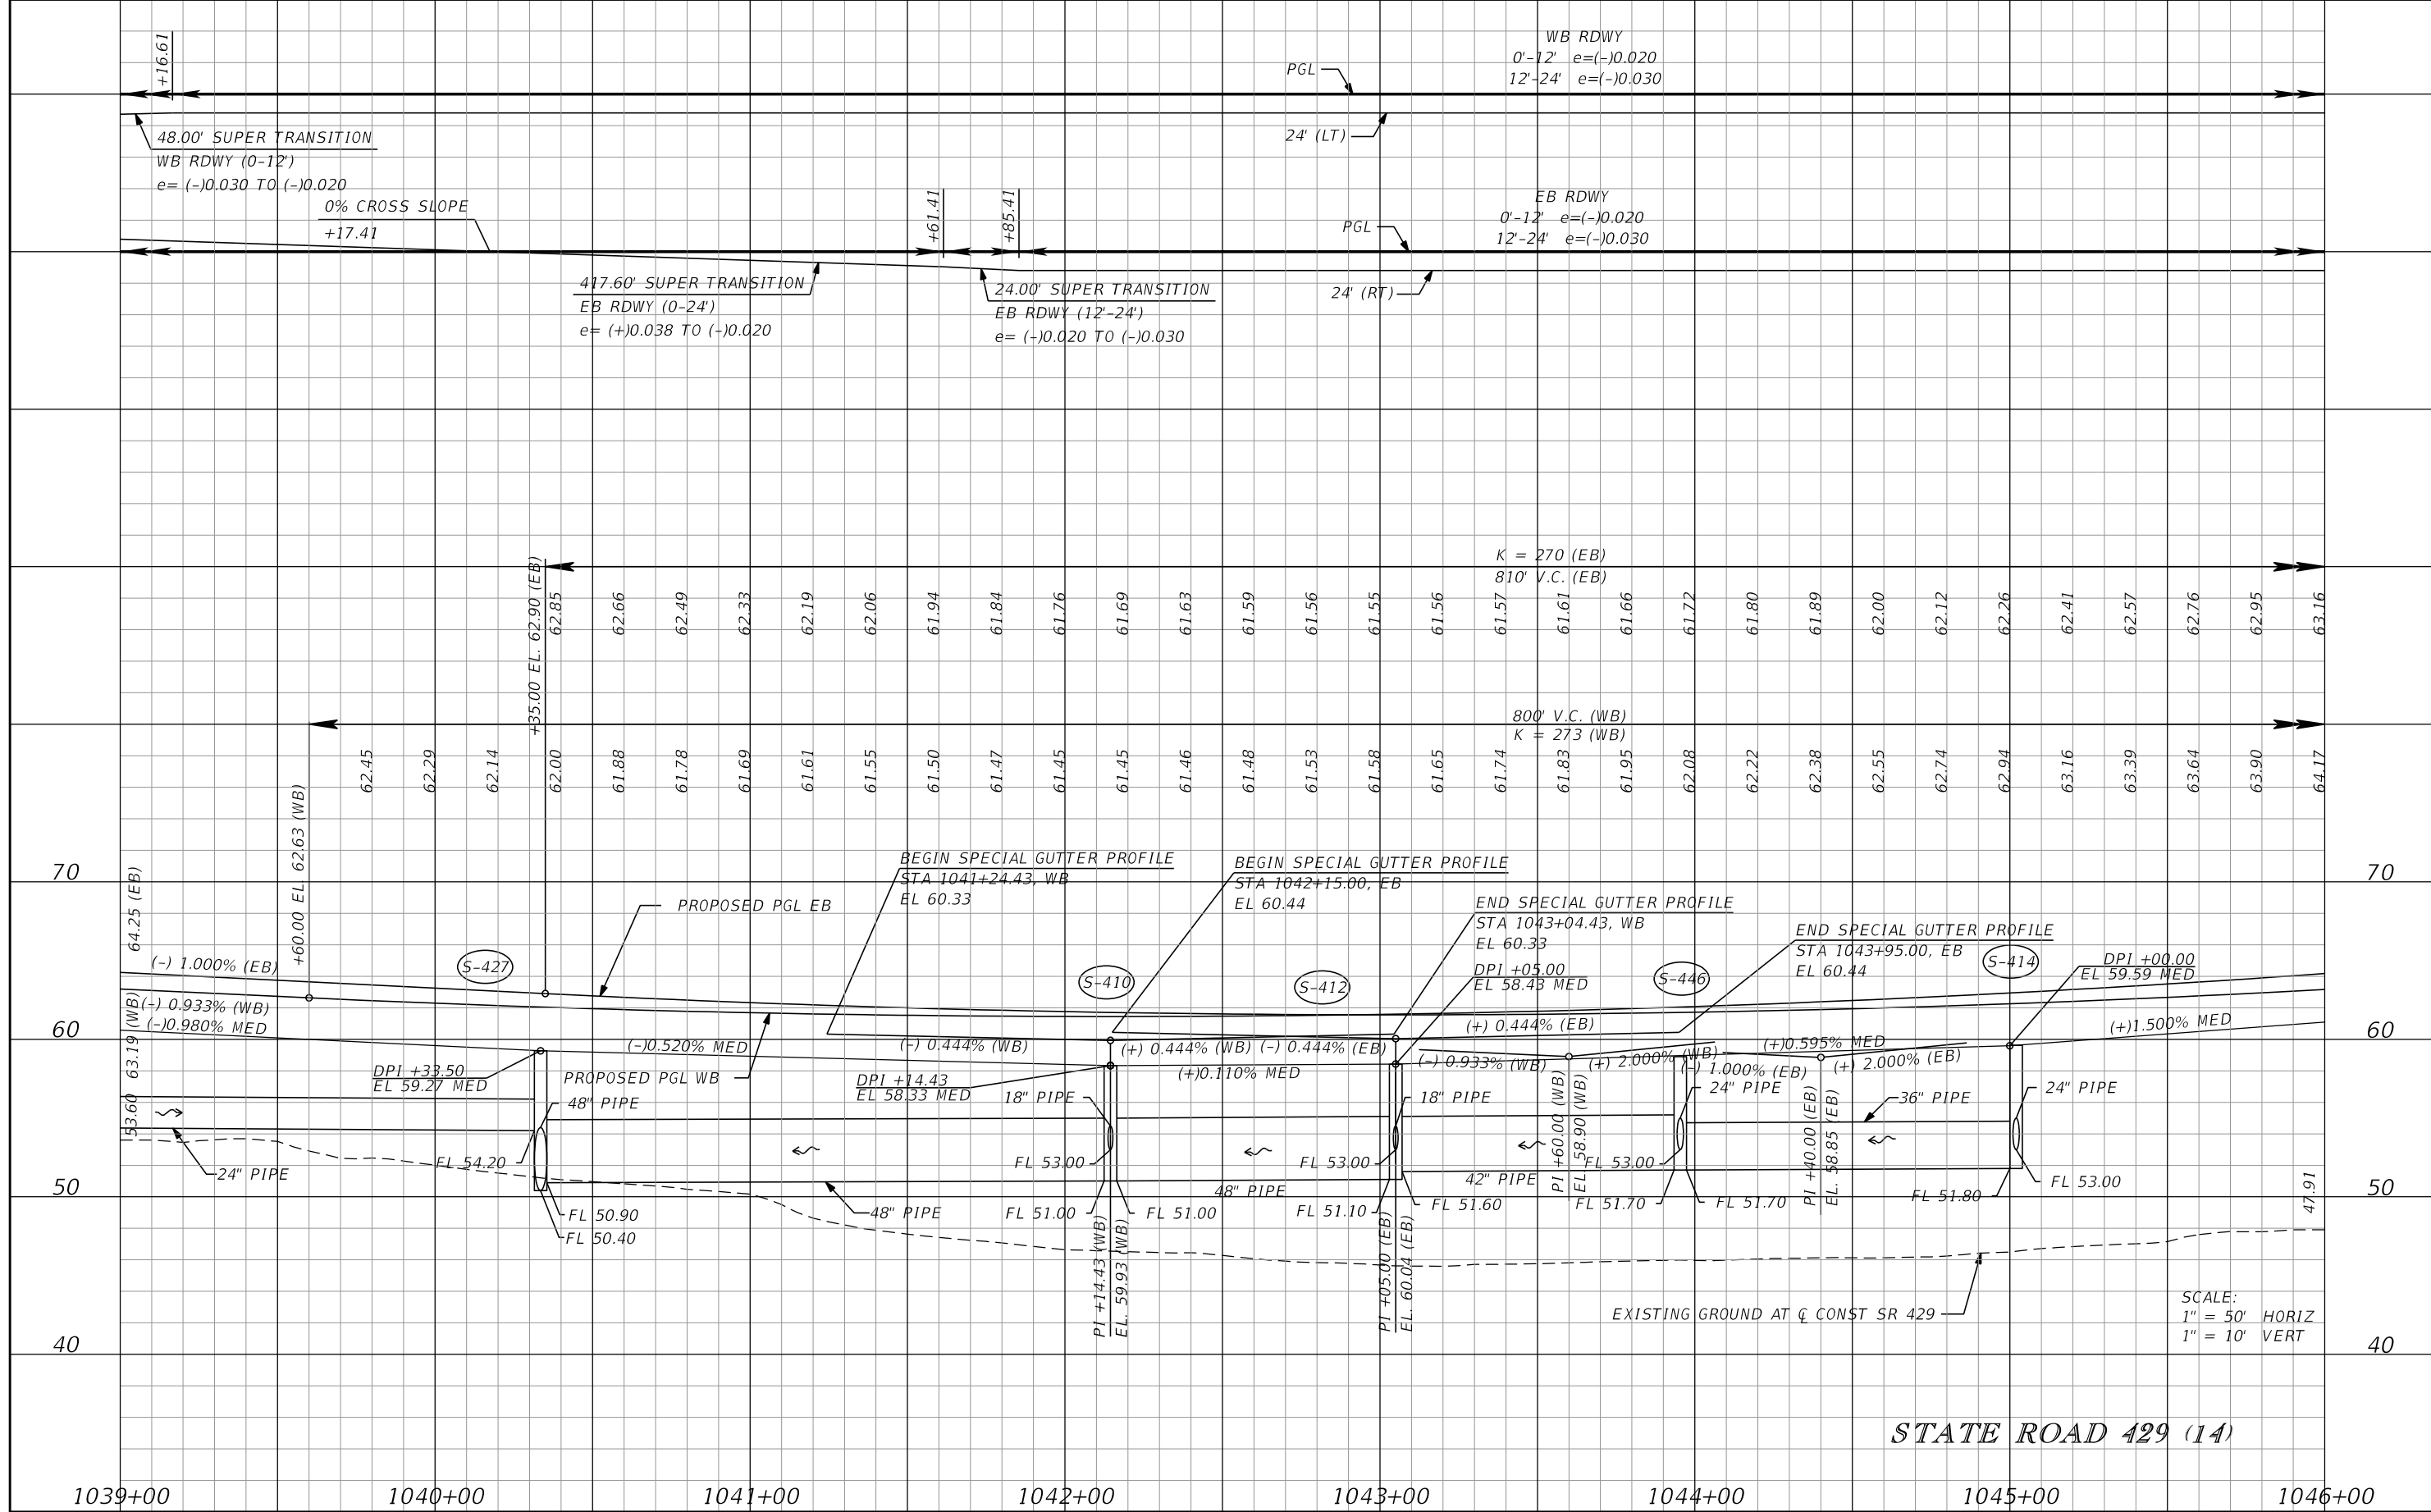 +16.61
WB RDWY
0'-12' e=(-)0.020
12'-24' e=(-)0.030
PGL
24' (LT)
48.00' SUPER TRANSITION
WB RDWY (0-12')
e= (-)0.030 TO (-)0.020
0% CROSS SLOPE
+17.41
+61.41
+85.41
EB RDWY
0'-12' e=(-)0.020
12'-24' e=(-)0.030
PGL
24' (RT)
417.60' SUPER TRANSITION
EB RDWY (0-24')
e= (+)0.038 TO (-)0.020
24.00' SUPER TRANSITION
EB RDWY (12'-24')
e= (-)0.020 TO (-)0.030
K = 270 (EB)
810' V.C. (EB)
+35.00 EL. 62.90 (EB)
62.85 62.66 62.49 62.33 62.19 62.06 61.94 61.84 61.76 61.69 61.63 61.59 61.56 61.55 61.56 61.57 61.61 61.66 61.72 61.80 61.89 62.00 62.12 62.26 62.41 62.57 62.76 62.95 63.16
800' V.C. (WB)
K = 273 (WB)
+60.00 EL. 62.63 (WB)
62.45 62.29 62.14 62.00 61.88 61.78 61.69 61.61 61.55 61.50 61.47 61.45 61.45 61.46 61.48 61.53 61.58 61.65 61.74 61.83 61.95 62.08 62.22 62.38 62.55 62.74 62.94 63.16 63.39 63.64 63.90 64.17
70
70
64.25 (EB)
BEGIN SPECIAL GUTTER PROFILE
STA 1041+24.43, WB
EL 60.33
BEGIN SPECIAL GUTTER PROFILE
STA 1042+15.00, EB
EL 60.44
END SPECIAL GUTTER PROFILE
STA 1043+04.43, WB
EL 60.33
END SPECIAL GUTTER PROFILE
STA 1043+95.00, EB
EL 60.44
PROPOSED PGL EB
DPI +05.00
EL 58.43 MED
DPI +00.00
EL 59.59 MED
S-427
S-410
S-412
S-446
S-414
(-) 1.000% (EB)
(-) 0.933% (WB)
(-)0.980% MED
63.19 (WB)
53.60
60
60
(-)0.520% MED
(-) 0.444% (WB)
(+) 0.444% (WB)
(-) 0.444% (EB)
(+) 0.444% (EB)
(+)0.110% MED
(-) 0.933% (WB)
(+) 2.000% (WB)
(+)0.595% MED
(-) 1.000% (EB)
(+) 2.000% (EB)
(+)1.500% MED
DPI +33.50
EL 59.27 MED
PROPOSED PGL WB
DPI +14.43
EL 58.33 MED
48" PIPE
18" PIPE
18" PIPE
24" PIPE
36" PIPE
24" PIPE
24" PIPE
FL 54.20
FL 53.00
FL 53.00
FL 53.00
FL 53.00
50
50
48" PIPE
48" PIPE
42" PIPE
FL 50.90
FL 50.40
FL 51.00
FL 51.00
FL 51.10
FL 51.60
FL 51.70
FL 51.70
FL 51.80
PI +14.43 (WB)
EL. 59.93 (WB)
PI +05.00 (EB)
EL. 60.04 (EB)
PI +60.00 (WB)
EL. 58.90 (WB)
PI +40.00 (EB)
EL. 58.85 (EB)
47.91
EXISTING GROUND AT ℄ CONST SR 429
SCALE:
1" = 50' HORIZ
1" = 10' VERT
40
40
STATE ROAD 429 (14)
1039+00 1040+00 1041+00 1042+00 1043+00 1044+00 1045+00 1046+00